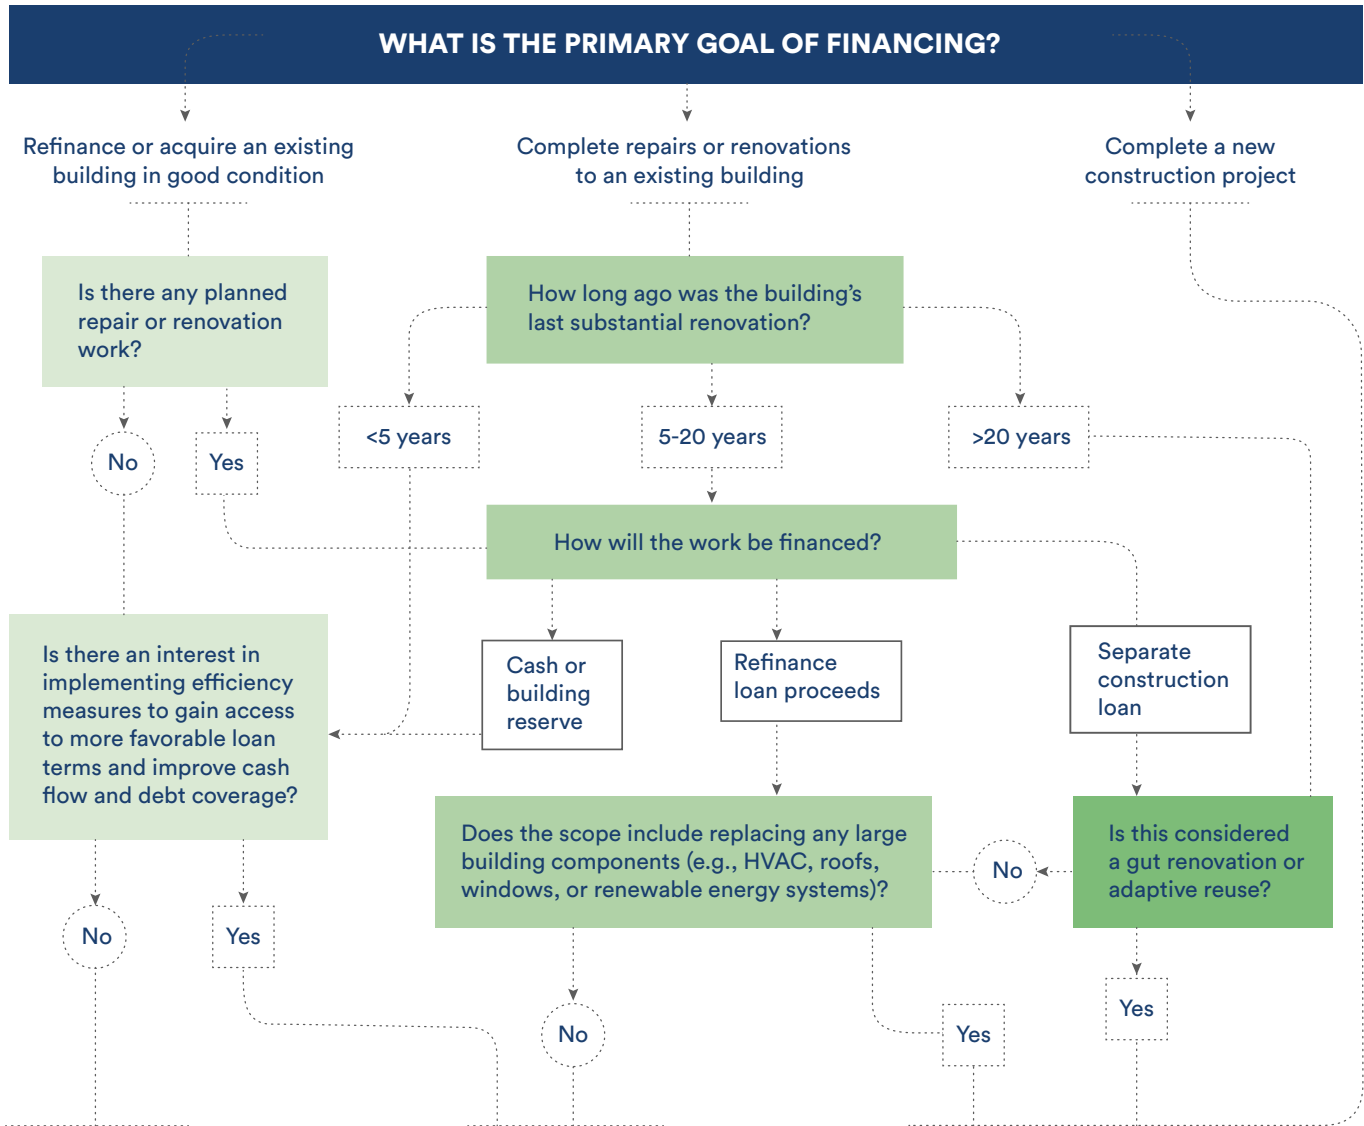 WHAT IS THE PRIMARY GOAL OF FINANCING?
Refinance or acquire an existing
building in good condition
Complete repairs or renovations
to an existing building
Complete a new
construction project
Is there any planned
repair or renovation
work?
How long ago was the building’s
last substantial renovation?
No
Yes
<5 years
5-20 years
>20 years
How will the work be financed?
Is there an interest in
implementing efficiency
measures to gain access
to more favorable loan
terms and improve cash
flow and debt coverage?
Cash or
building
reserve
Refinance
loan proceeds
Separate
construction
loan
Does the scope include replacing any large
building components (e.g., HVAC, roofs,
windows, or renewable energy systems)?
No
Is this considered
a gut renovation or
adaptive reuse?
No
Yes
No
Yes
Yes